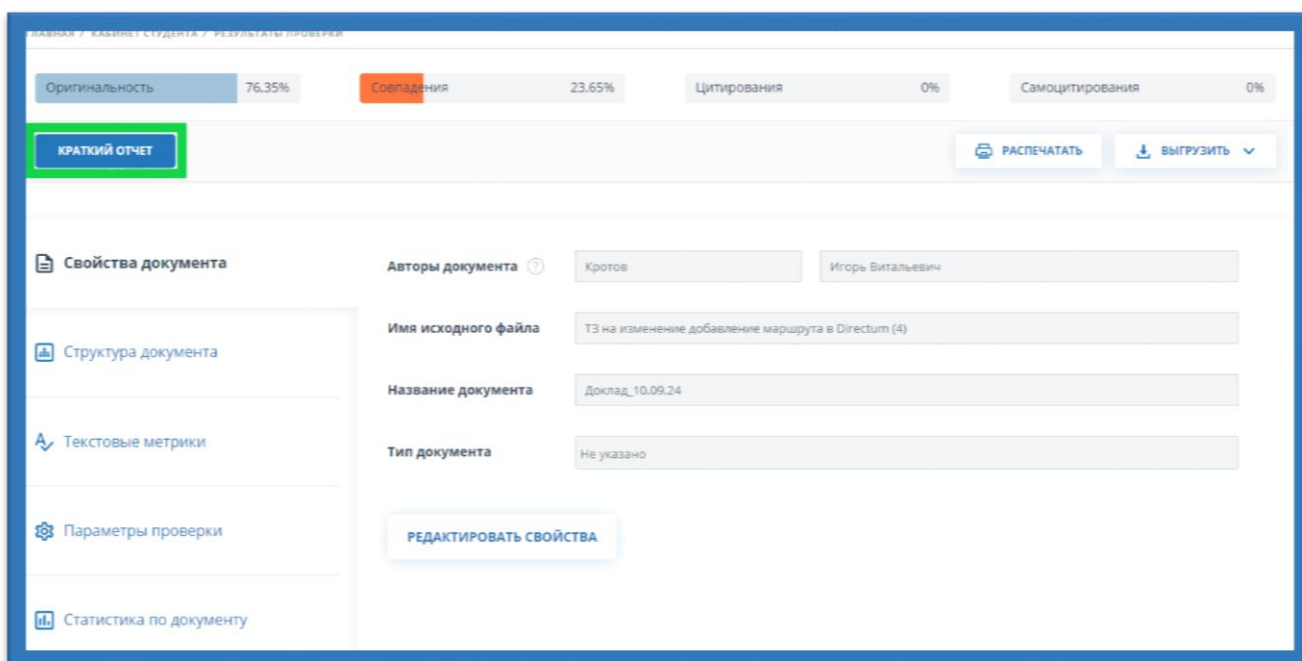 ГЛАВНАЯ / КАБИНЕТ СТУДЕНТА / РЕЗУЛЬТАТЫ ПРОВЕРКИ
Оригинальность 76,35% Совпадения 23,65% Цитирования 0% Самоцитирования 0%
КРАТКИЙ ОТЧЕТ РАСПЕЧАТАТЬ ВЫГРУЗИТЬ
Свойства документа Авторы документа ? Кротов Игорь Витальевич
Имя исходного файла ТЗ на изменение добавление маршрута в Directum (4)
Структура документа
Название документа Доклад_10.09.24
Текстовые метрики Тип документа Не указано
Параметры проверки РЕДАКТИРОВАТЬ СВОЙСТВА
Статистика по документу